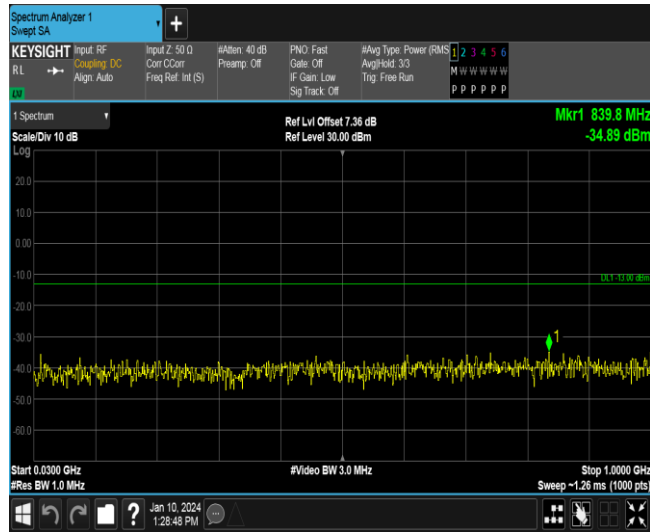 Spectrum Analyzer 1
Swept SA
+
KEYSIGHT Input: RF Input Z: 50 Ω #Atten: 40 dB PNO: Fast #Avg Type: Power (RMS 1 2 3 4 5 6
RL Coupling: DC Corr CCorr Preamp: Off Gate: Off Avg|Hold: 3/3 M W W W W W
Align: Auto Freq Ref: Int (S) IF Gain: Low Trig: Free Run
LXI Sig Track: Off P P P P P P
1 Spectrum Ref Lvl Offset 7.36 dB Mkr1 839.8 MHz
Scale/Div 10 dB Ref Level 30.00 dBm -34.89 dBm
Log
20.0
10.0
0.00
-10.0
DL1 -13.00 dBm
-20.0
-30.0
1
-40.0
-50.0
-60.0
Start 0.0300 GHz #Video BW 3.0 MHz Stop 1.0000 GHz
#Res BW 1.0 MHz Sweep ~1.26 ms (1000 pts)
? Jan 10, 2024
1:28:48 PM